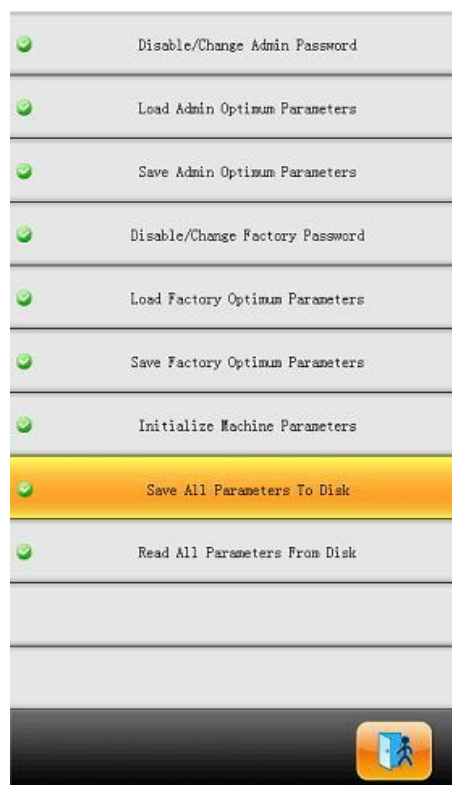 Disable/Change Admin Password
Load Admin Optimum Parameters
Save Admin Optimum Parameters
Disable/Change Factory Password
Load Factory Optimum Parameters
Save Factory Optimum Parameters
Initialize Machine Parameters
Save All Parameters To Disk
Read All Parameters From Disk